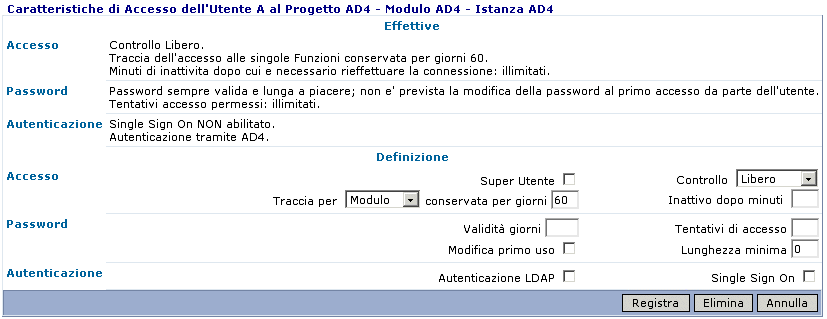 Caratteristiche di Accesso dell'Utente A al Progetto AD4 - Modulo AD4 - Istanza AD4
Effettive
Accesso Controllo Libero.
Traccia dell'accesso alle singole Funzioni conservata per giorni 60.
Minuti di inattivita dopo cui e necessario rieffettuare la connessione: illimitati.
Password Password sempre valida e lunga a piacere; non e' prevista la modifica della password al primo accesso da parte dell'utente.
Tentativi accesso permessi: illimitati.
Autenticazione Single Sign On NON abilitato.
Autenticazione tramite AD4.
Definizione
Accesso Super Utente Controllo Libero
Traccia per Modulo conservata per giorni 60 Inattivo dopo minuti
Password Validità giorni Tentativi di accesso
Modifica primo uso Lunghezza minima 0
Autenticazione Autenticazione LDAP Single Sign On
Registra Elimina Annulla